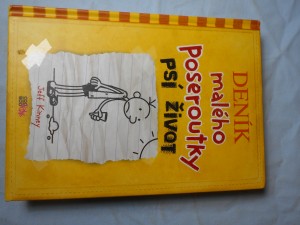 DENÍK
malého
Poseroutky
PSÍ ŽIVOT
Jeff Kinney